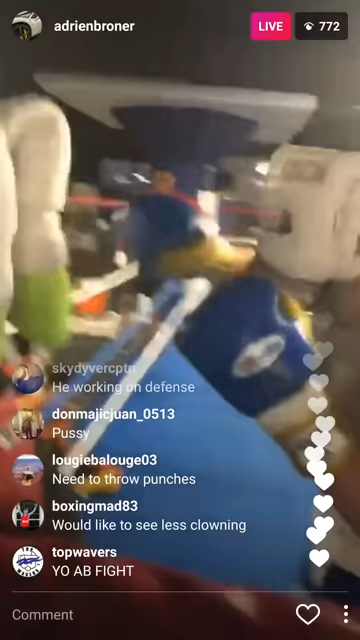 adrienbroner
LIVE
772
skydyvercptn
He working on defense
donmajicjuan_0513
Pussy
lougiebalouge03
Need to throw punches
boxingmad83
Would like to see less clowning
topwavers
YO AB FIGHT
Comment